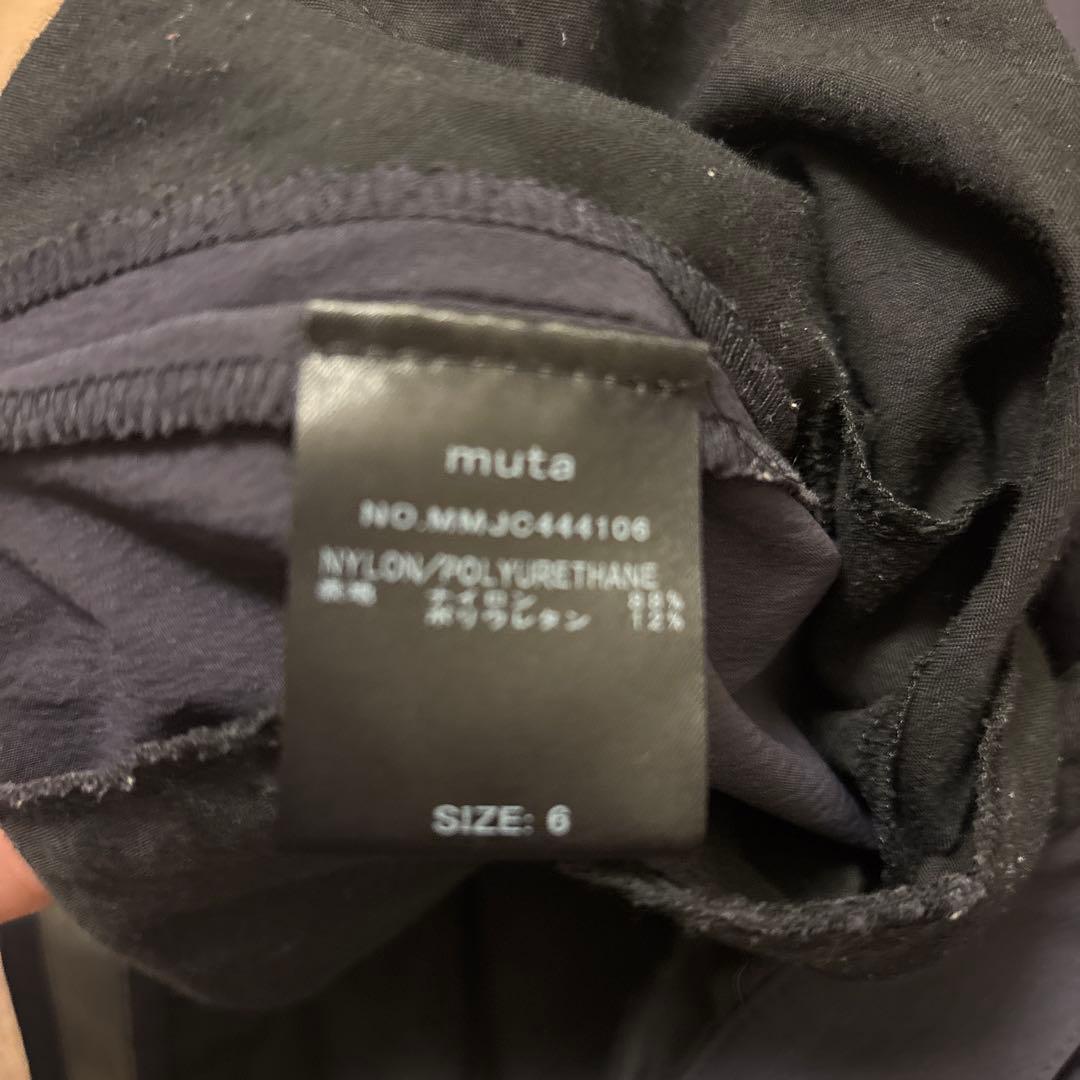 muta
NO.MMJC444106
NYLON/POLYURETHANE
表地 ナイロン 88%
ポリウレタン 12%
SIZE: 6